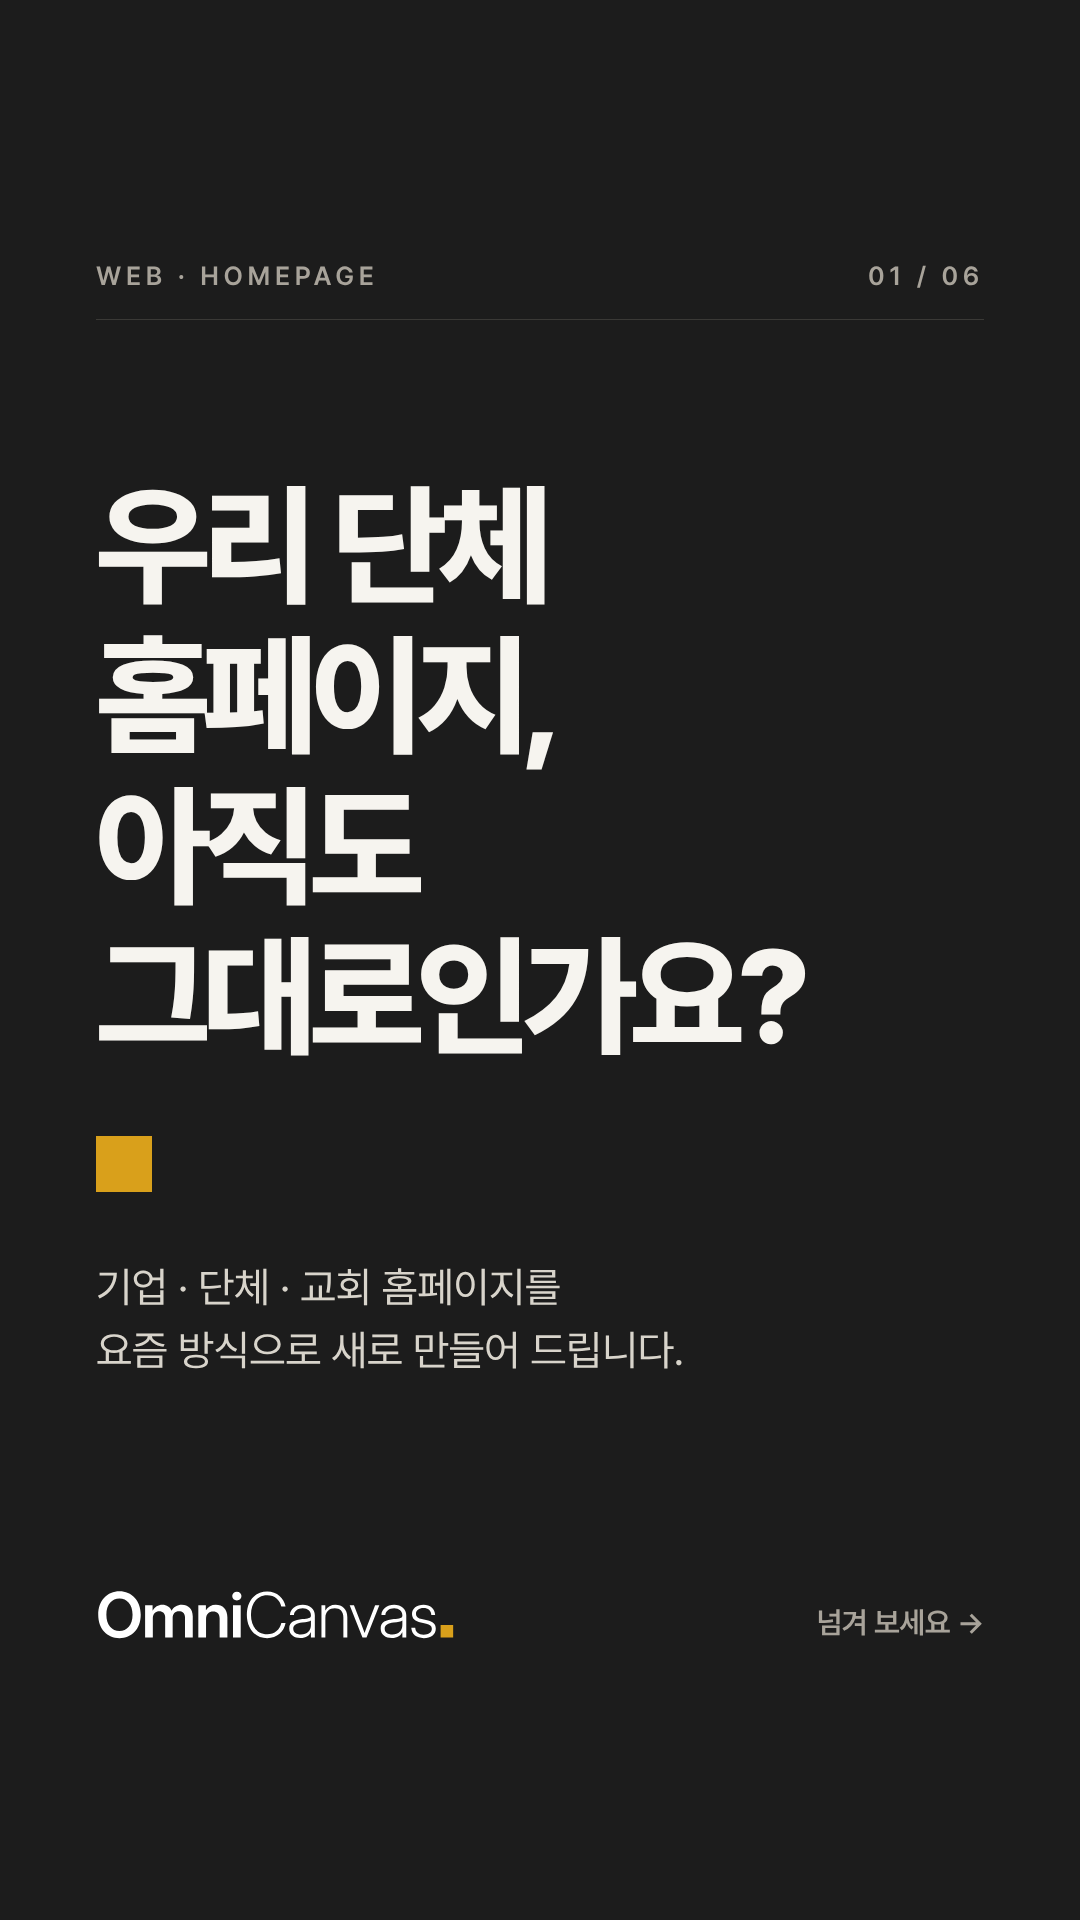 WEB · HOMEPAGE
01 / 06
우리 단체
홈페이지,
아직도
그대로인가요?
기업 · 단체 · 교회 홈페이지를
요즘 방식으로 새로 만들어 드립니다.
OmniCanvas.
넘겨 보세요 →